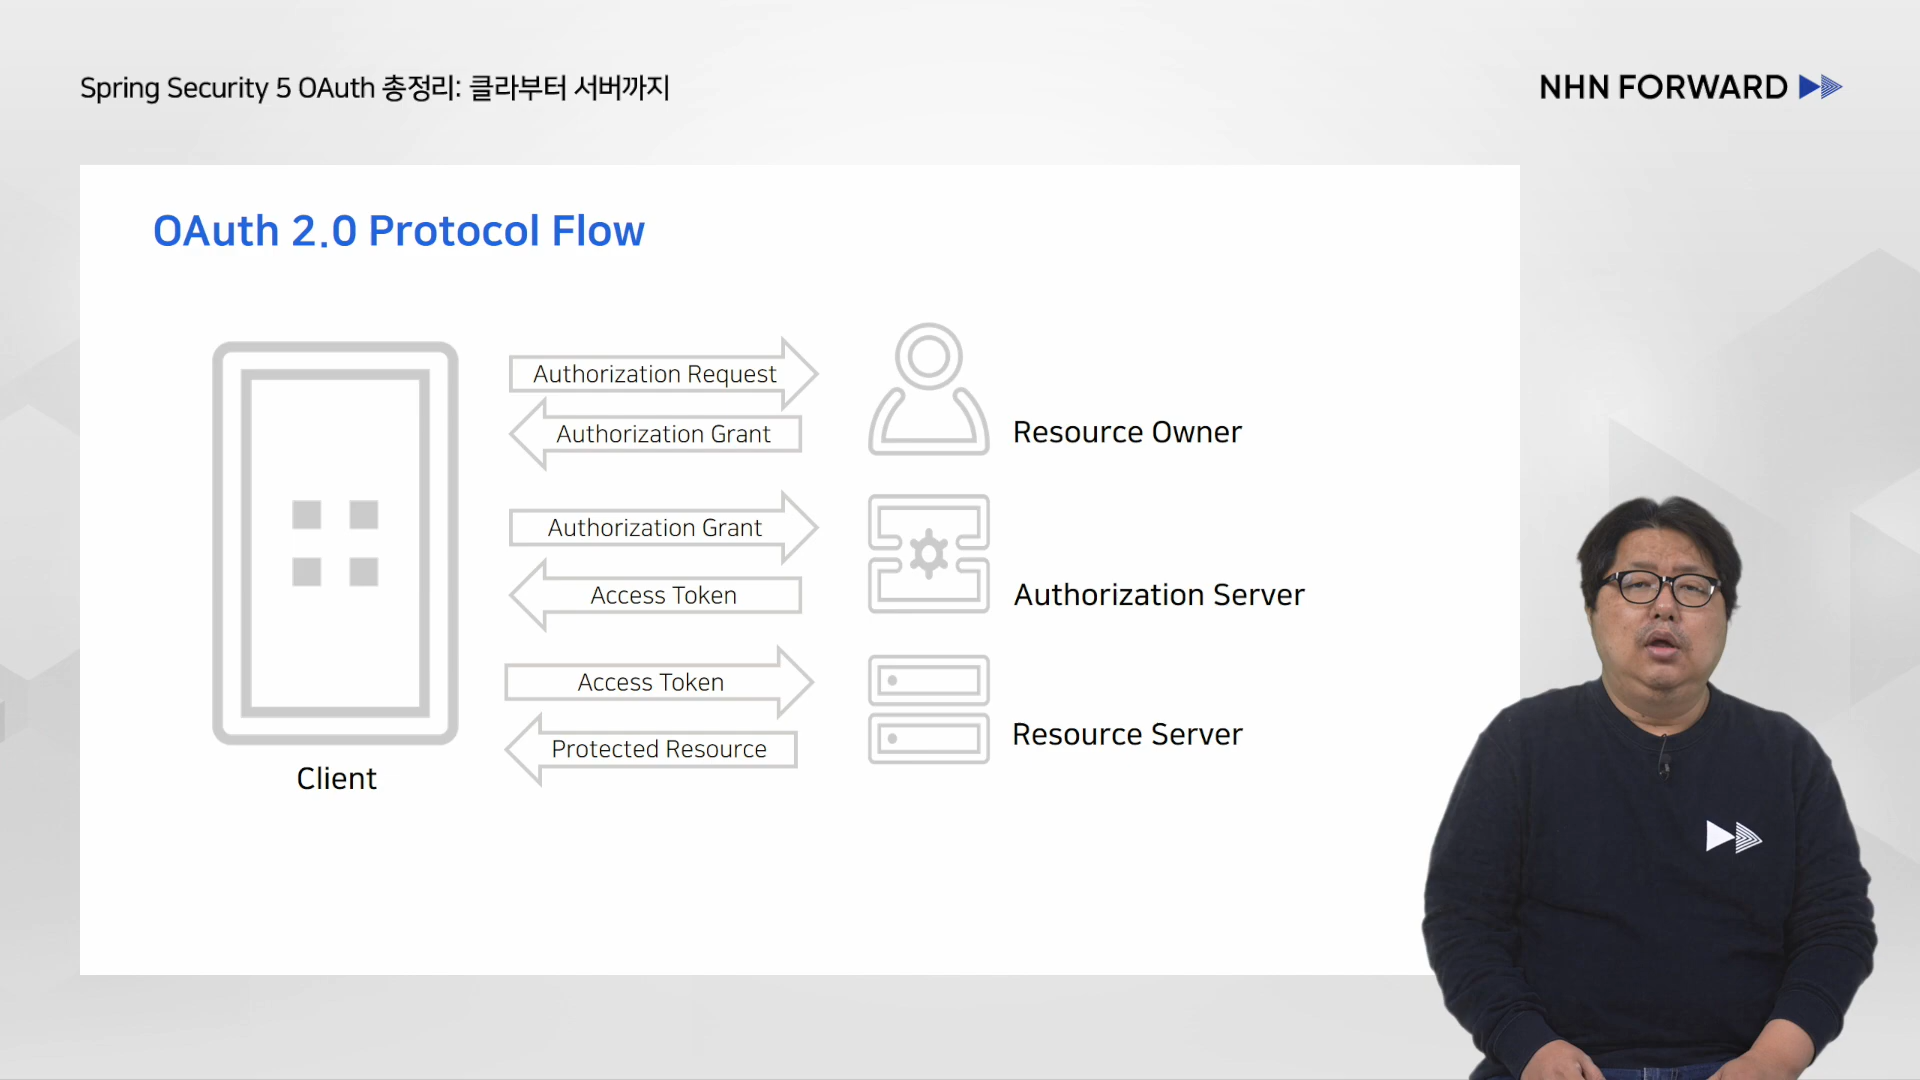 Spring Security 5 OAuth 총정리: 클라부터 서버까지
NHN FORWARD
OAuth 2.0 Protocol Flow
Authorization Request
Authorization Grant
Resource Owner
Authorization Grant
Access Token
Authorization Server
Access Token
Protected Resource
Resource Server
Client